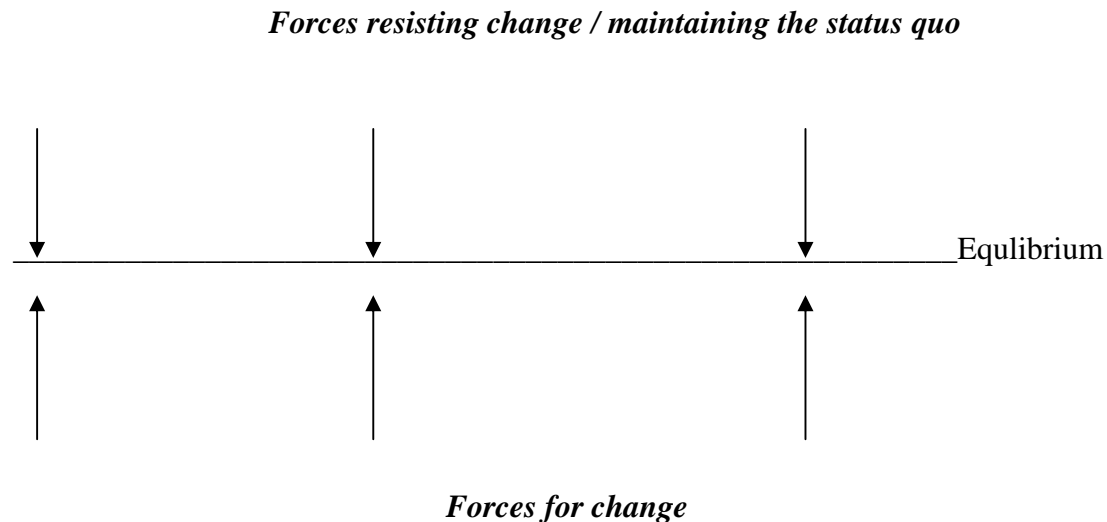 Forces resisting change / maintaining the status quo
Equlibrium
Forces for change